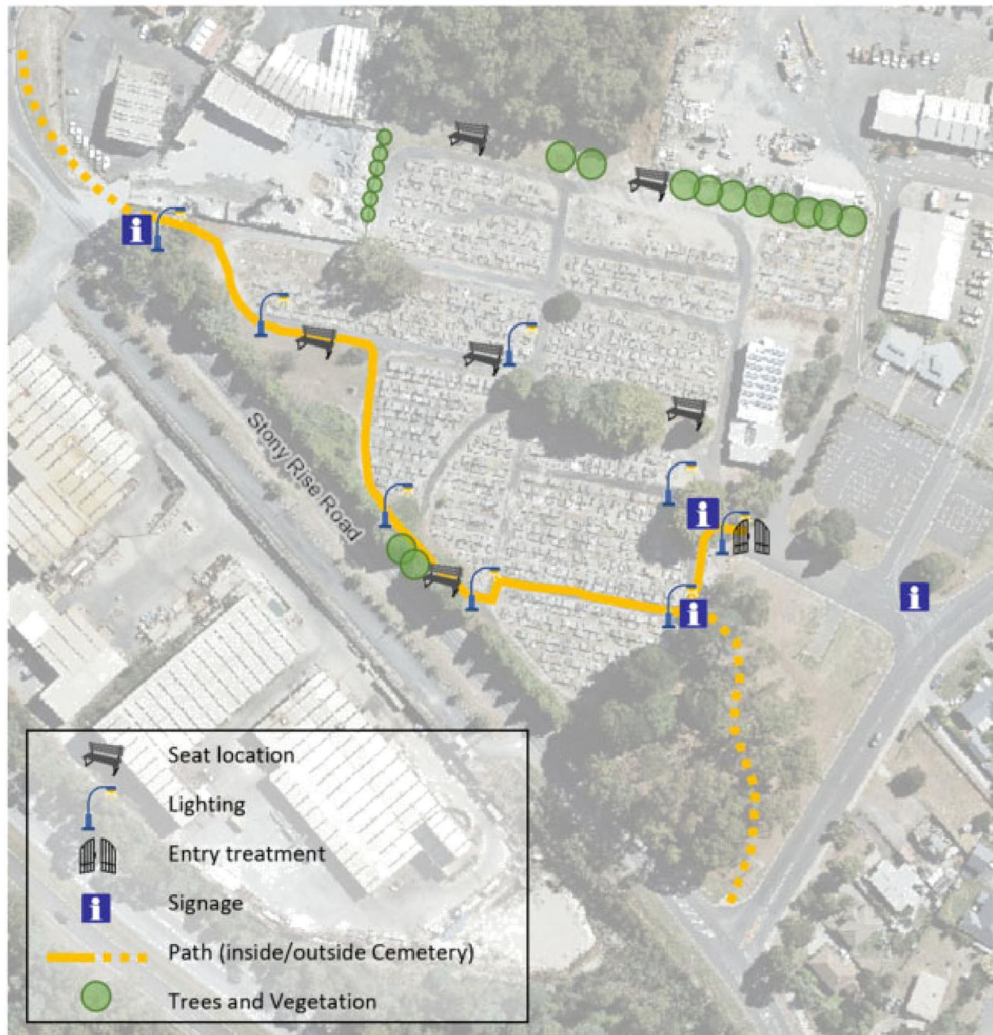 Stony Rise Road
i
i
i
i
Seat location
Lighting
Entry treatment
i
Signage
Path (inside/outside Cemetery)
Trees and Vegetation